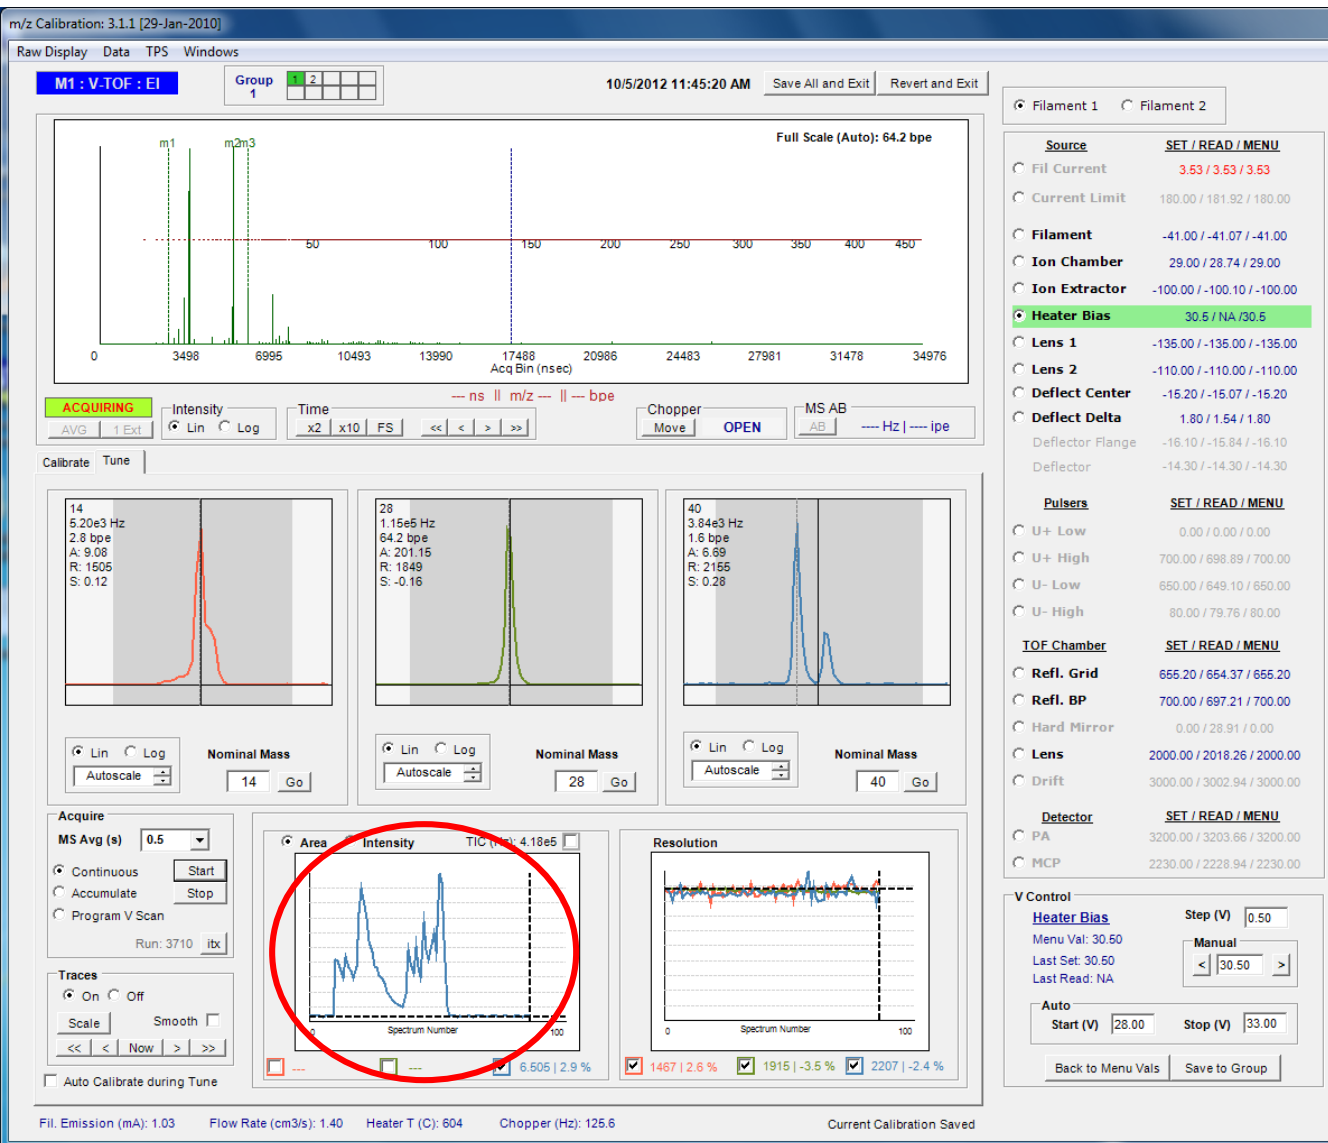 m/z Calibration: 3.1.1 [29-Jan-2010]
Raw Display Data TPS Windows
M1 : V-TOF : EI
Group
1
1 2
10/5/2012 11:45:20 AM
Save All and Exit
Revert and Exit
Filament 1 Filament 2
Full Scale (Auto): 64.2 bpe
m1 m2 m3
50 100 150 200 250 300 350 400 450
0 3498 6995 10493 13990 17488 20986 24483 27981 31478 34976
Acq Bin (nsec)
--- ns || m/z --- || --- bpe
ACQUIRING
AVG 1 Ext
Intensity
Lin Log
Time
x2 x10 FS << < > >>
Chopper
Move OPEN
MS AB
AB ---- Hz | ---- ipe
Calibrate Tune
14
5.20e3 Hz
2.8 bpe
A: 9.08
R: 1505
S: 0.12
Lin Log
Autoscale
Nominal Mass
14 Go
28
1.15e5 Hz
64.2 bpe
A: 201.15
R: 1849
S: -0.16
Lin Log
Autoscale
Nominal Mass
28 Go
40
3.84e3 Hz
1.6 bpe
A: 6.69
R: 2155
S: 0.28
Lin Log
Autoscale
Nominal Mass
40 Go
Acquire
MS Avg (s) 0.5
Continuous Start
Accumulate Stop
Program V Scan
Run: 3710 itx
Traces
On Off
Scale Smooth
<< < Now > >>
Auto Calibrate during Tune
Area Intensity TIC (Hz): 4.18e5
0 Spectrum Number 100
--- --- 6.505 | 2.9 %
Resolution
0 Spectrum Number 100
1467 | 2.6 % 1915 | -3.5 % 2207 | -2.4 %
Source SET / READ / MENU
Fil Current 3.53 / 3.53 / 3.53
Current Limit 180.00 / 181.92 / 180.00
Filament -41.00 / -41.07 / -41.00
Ion Chamber 29.00 / 28.74 / 29.00
Ion Extractor -100.00 / -100.10 / -100.00
Heater Bias 30.5 / NA /30.5
Lens 1 -135.00 / -135.00 / -135.00
Lens 2 -110.00 / -110.00 / -110.00
Deflect Center -15.20 / -15.07 / -15.20
Deflect Delta 1.80 / 1.54 / 1.80
Deflector Flange -16.10 / -15.84 / -16.10
Deflector -14.30 / -14.30 / -14.30
Pulsers SET / READ / MENU
U+ Low 0.00 / 0.00 / 0.00
U+ High 700.00 / 698.89 / 700.00
U- Low 650.00 / 649.10 / 650.00
U- High 80.00 / 79.76 / 80.00
TOF Chamber SET / READ / MENU
Refl. Grid 655.20 / 654.37 / 655.20
Refl. BP 700.00 / 697.21 / 700.00
Hard Mirror 0.00 / 28.91 / 0.00
Lens 2000.00 / 2018.26 / 2000.00
Drift 3000.00 / 3002.94 / 3000.00
Detector SET / READ / MENU
PA 3200.00 / 3203.66 / 3200.00
MCP 2230.00 / 2228.94 / 2230.00
V Control
Heater Bias Step (V) 0.50
Menu Val: 30.50
Last Set: 30.50
Last Read: NA
Manual
< 30.50 >
Auto
Start (V) 28.00 Stop (V) 33.00
Back to Menu Vals Save to Group
Fil. Emission (mA): 1.03 Flow Rate (cm3/s): 1.40 Heater T (C): 604 Chopper (Hz): 125.6 Current Calibration Saved